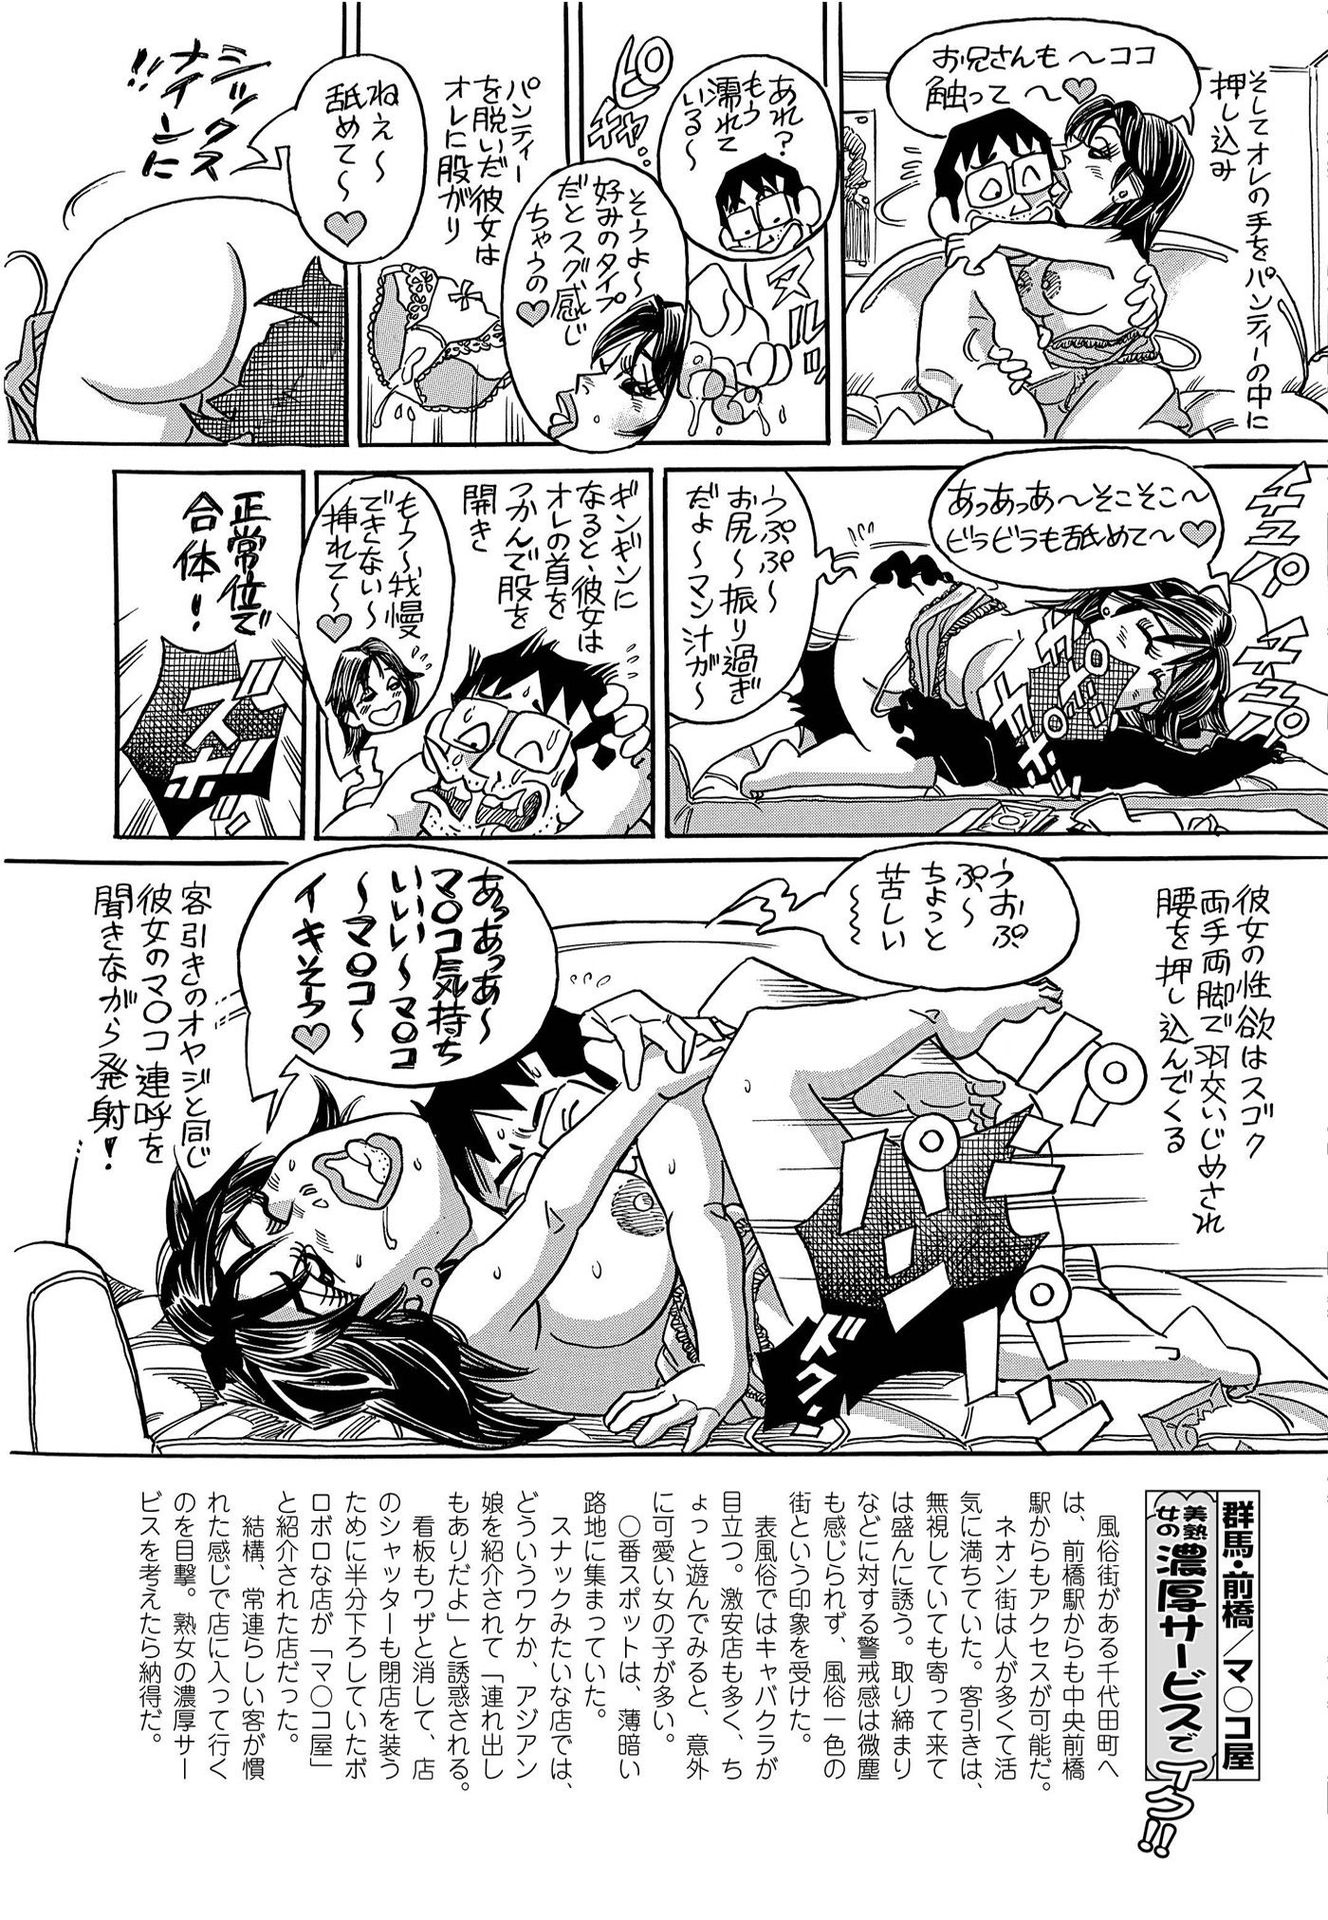 そしてオレの手をパンティーの中に
押し込み
お兄さんも〜ココ
触って〜♥
あれ?
もう
濡れて
いる〜
ヌルッ
ピチャ…
そうよ〜
好みのタイプ
だとスグ感じ
ちゃうの♥
パンティー
を脱いだ彼女は
オレに股がり
ねえ〜
舐めて〜♥
シックス
ナインに!!
あっあっあ〜そこそこ〜
ビラビラも舐めて〜♥
チュパ
チュプ
チュプ
うぷぷ〜
お尻〜振り過ぎ
だよ〜マン汁が〜
ギンギンに
なると、彼女は
オレの首を
つかんで股を
開き
もう〜我慢
できない〜
挿れて〜♥
正常位で
合体!
ズズボッ
彼女の性欲はスゴク
両手両脚で羽交いじめされ
腰を押し込んでくる
うおぷ
ぷ〜
ちょっと
苦しい
〜〜
あっあっあ〜
マ○コ気持ち
いいい〜マ○コ
〜マ○コ〜
イキそう♥
パン
パン
パン
ドクッ
客引きのオヤジと同じ
彼女のマ○コ連呼を
聞きながら発射!
群馬・前橋/マ○コ屋
美熟女の濃厚サービスでイク!!
風俗街がある千代田町へ
は、前橋駅からも中央前橋
駅からもアクセスが可能だ。
ネオン街は人が多くて活
気に満ちていた。客引きは、
無視していても寄って来て
は盛んに誘う。取り締まり
などに対する警戒感は微塵
も感じられず、風俗一色の
街という印象を受けた。
表風俗ではキャバクラが
目立つ。激安店も多く、ち
ょっと遊んでみると、意外
に可愛い女の子が多い。
○番スポットは、薄暗い
路地に集まっていた。
スナックみたいな店では、
どういうワケか、アジアン
娘を紹介されて「連れ出し
もありだよ」と誘惑される。
看板もワザと消して、店
のシャッターも閉店を装う
ために半分下ろしていたボ
ロボロな店が「マ○コ屋」
と紹介された店だった。
結構、常連らしい客が慣
れた感じで店に入って行く
のを目撃。熟女の濃厚サー
ビスを考えたら納得だ。